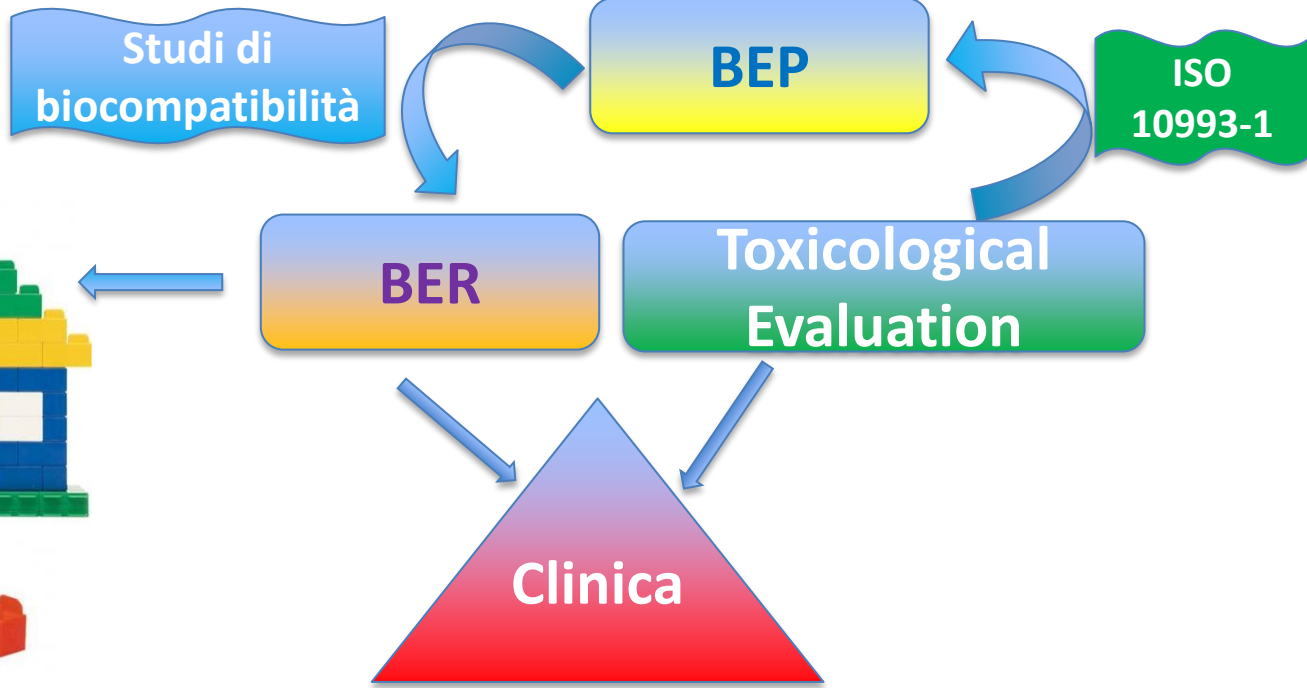 Studi di
biocompatibilità
BEP
ISO
10993-1
BER
Toxicological
Evaluation
Clinica